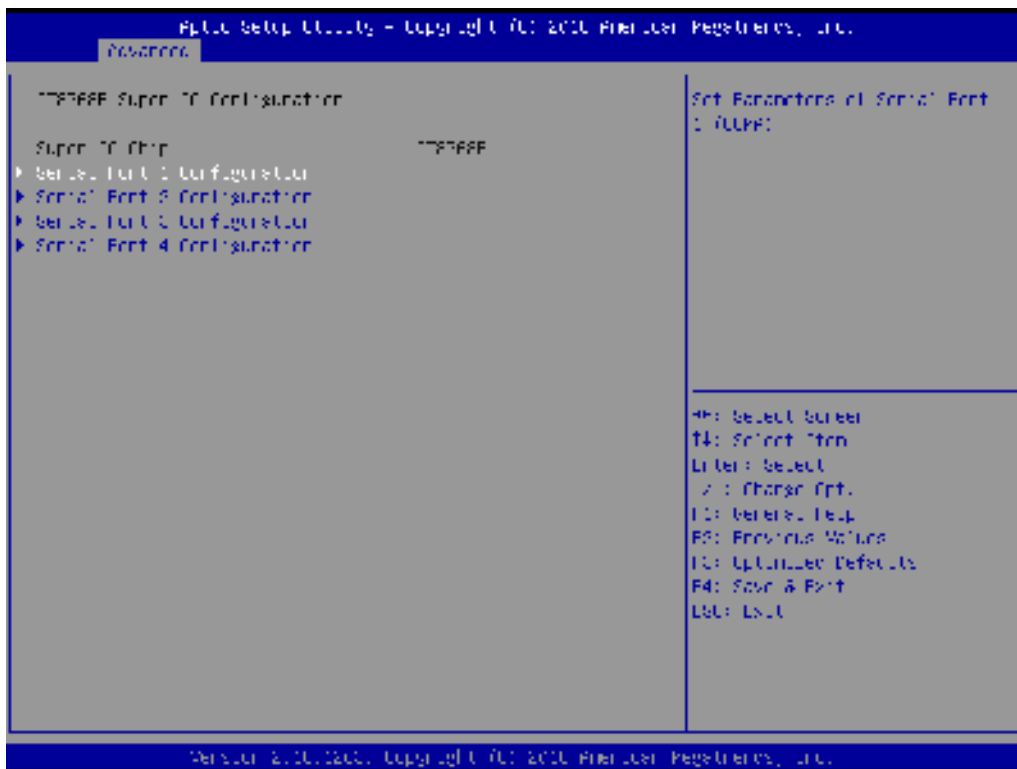 Aptio Setup Utility - Copyright (C) American Megatrends, Inc.
Advanced
Super IO Configuration
Super IO Chip
Serial Port 1 Configuration
Serial Port 2 Configuration
Serial Port 3 Configuration
Serial Port 4 Configuration
Set Parameters of Serial Port
1 (COMA)
Select Screen
↑↓: Select Item
Enter: Select
Change Opt.
F1: General Help
F2: Previous Values
F3: Optimized Defaults
F4: Save & Exit
ESC: Exit
Version Copyright (C) American Megatrends, Inc.